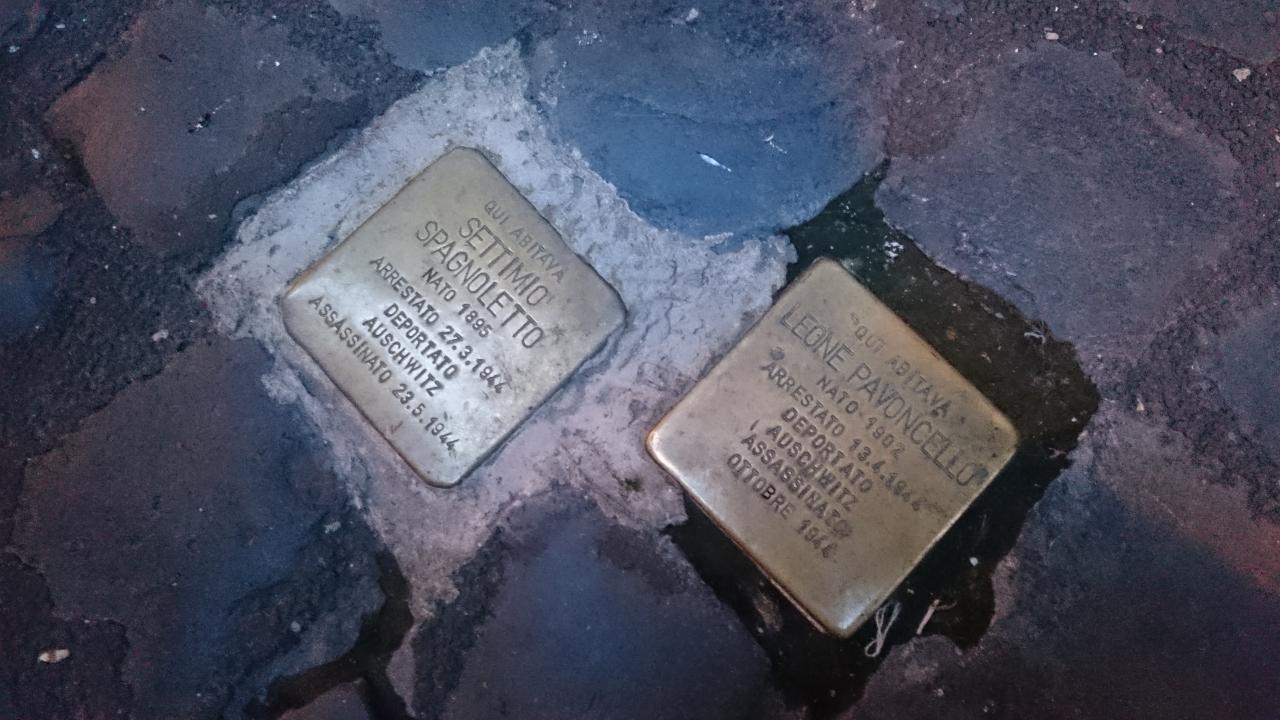 QUI ABITAVA
SETTIMIO
SPAGNOLETTO
NATO 1895
ARRESTATO 27.3.1944
DEPORTATO
AUSCHWITZ
ASSASSINATO 23.5.1944
QUI ABITAVA
LEONE PAVONCELLO
NATO 1902
ARRESTATO 13.4.1944
DEPORTATO
AUSCHWITZ
ASSASSINATO
OTTOBRE 1944